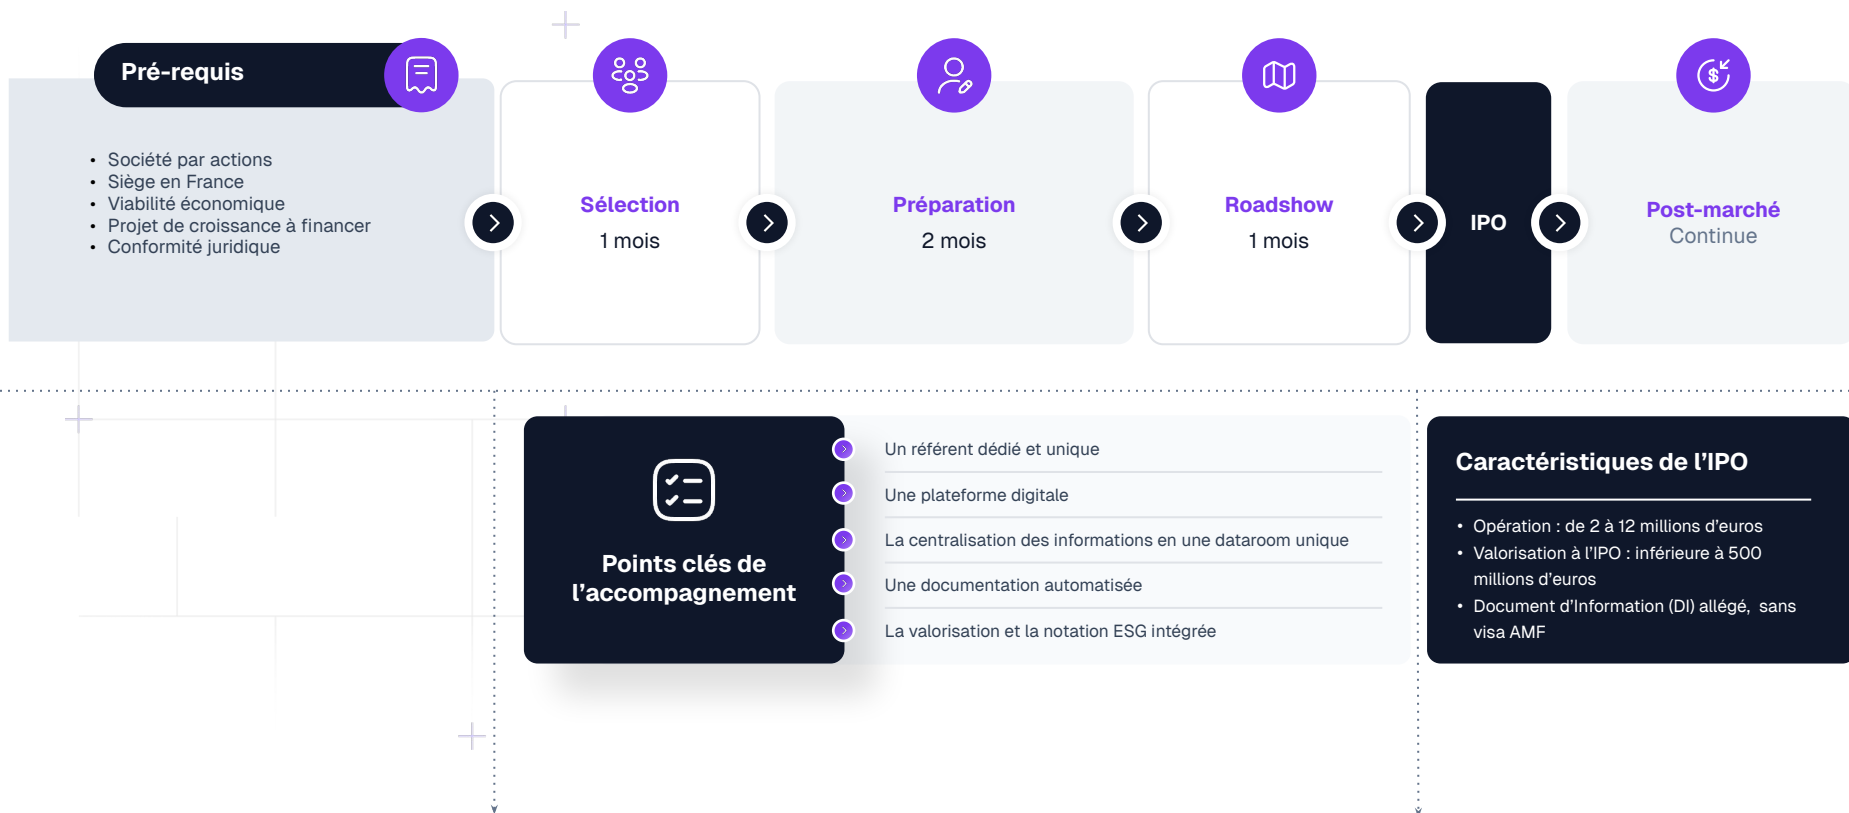 Pré-requis
• Société par actions
• Siège en France
• Viabilité économique
• Projet de croissance à financer
• Conformité juridique
Sélection
1 mois
Préparation
2 mois
Roadshow
1 mois
IPO
Post-marché
Continue
Points clés de
l’accompagnement
Un référent dédié et unique
Une plateforme digitale
La centralisation des informations en une dataroom unique
Une documentation automatisée
La valorisation et la notation ESG intégrée
Caractéristiques de l’IPO
• Opération : de 2 à 12 millions d’euros
• Valorisation à l’IPO : inférieure à 500
millions d’euros
• Document d’Information (DI) allégé, sans
visa AMF